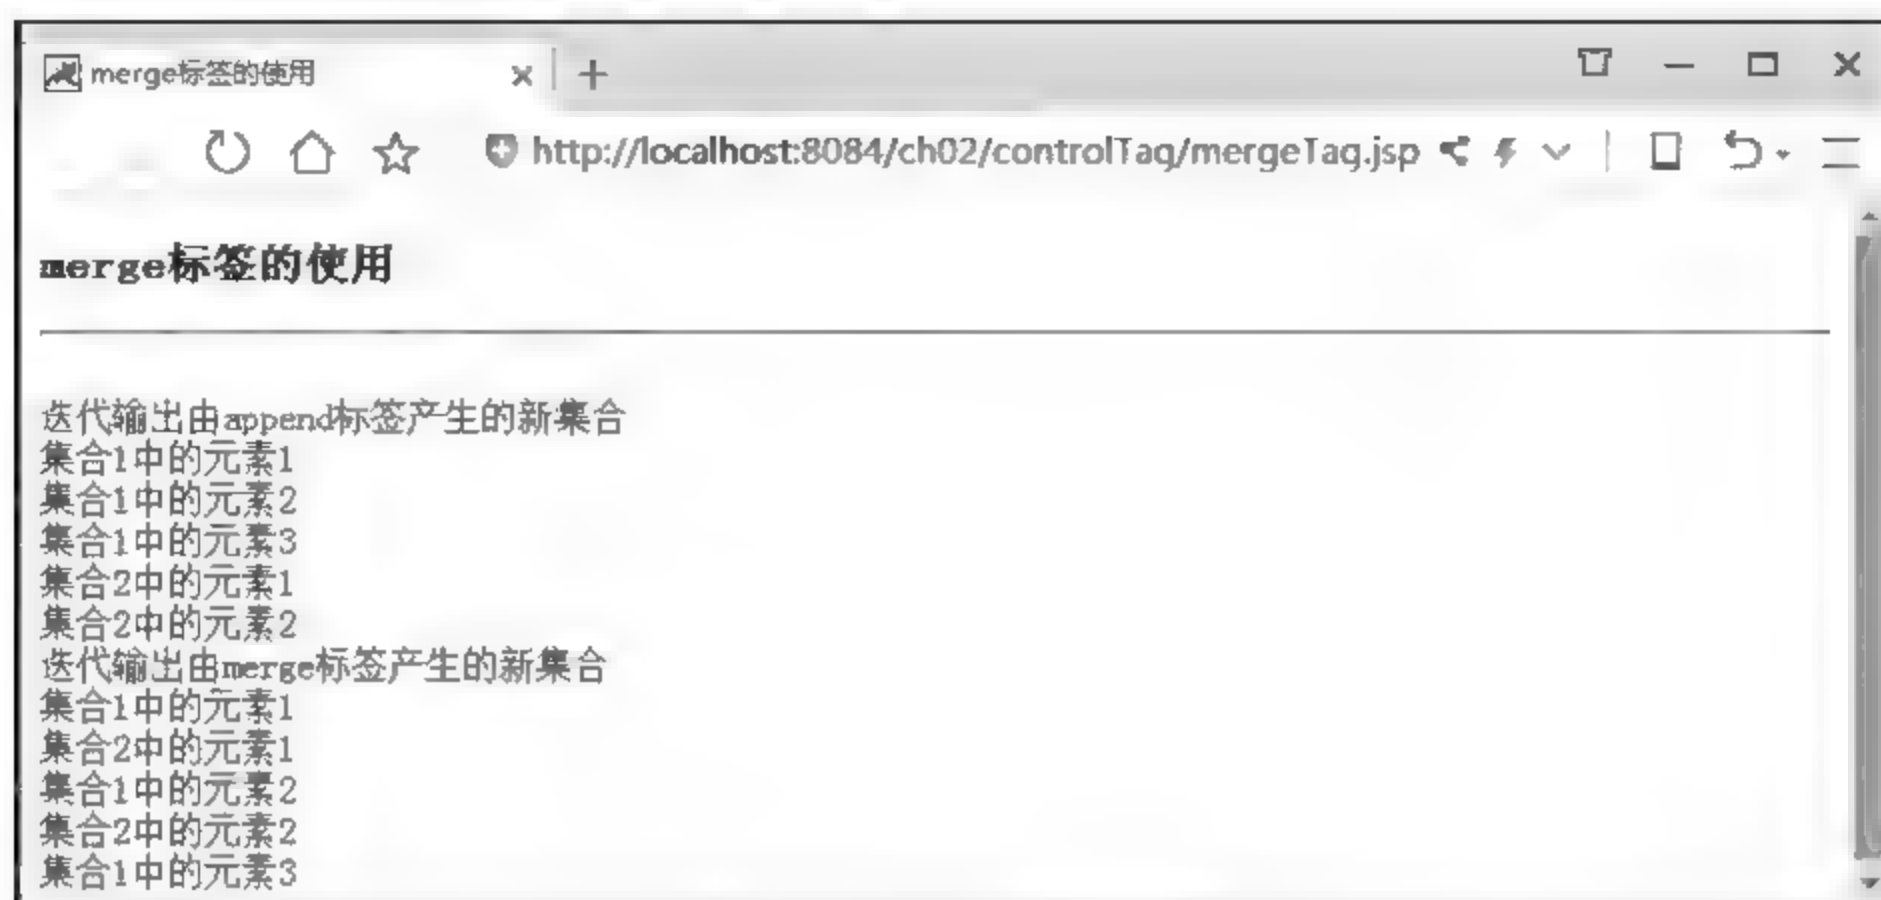 merge标签的使用
http://localhost:8084/ch02/controlTag/mergeTag.jsp
merge标签的使用
迭代输出由append标签产生的新集合
集合1中的元素1
集合1中的元素2
集合1中的元素3
集合2中的元素1
集合2中的元素2
迭代输出由merge标签产生的新集合
集合1中的元素1
集合2中的元素1
集合1中的元素2
集合2中的元素2
集合1中的元素3